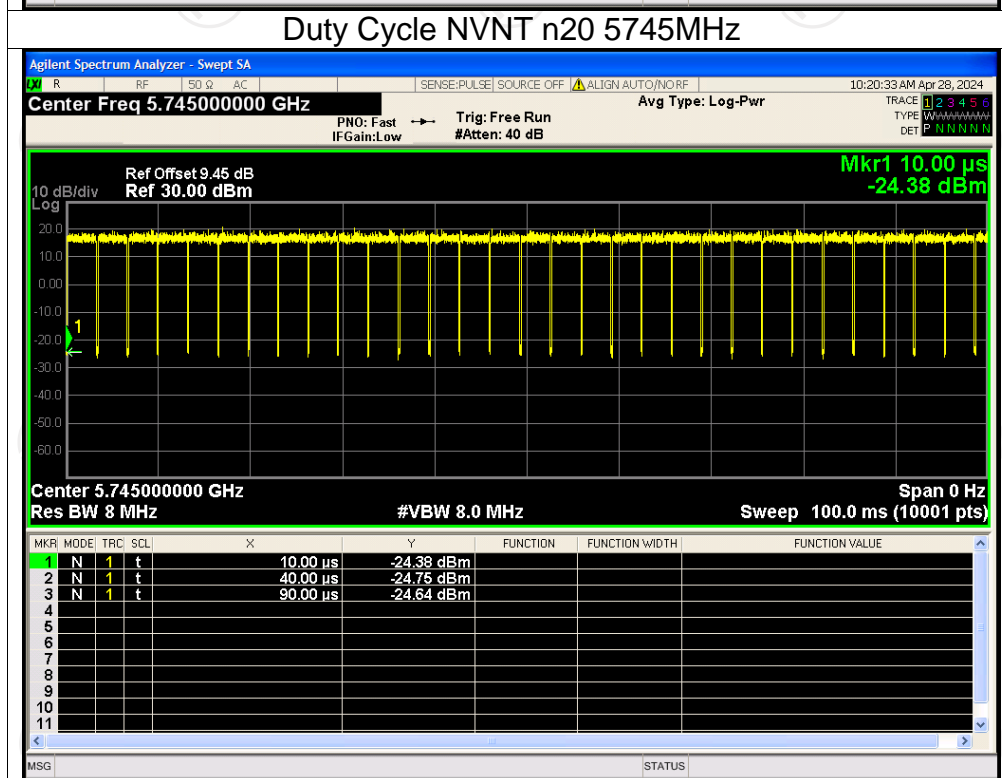 Duty Cycle NVNT n20 5745MHz
Agilent Spectrum Analyzer - Swept SA
LXI R RF 50 Ω AC SENSE:PULSE SOURCE OFF ALIGN AUTO/NO RF 10:20:33 AM Apr 28, 2024
Center Freq 5.745000000 GHz Avg Type: Log-Pwr TRACE 1 2 3 4 5 6
PNO: Fast Trig: Free Run TYPE WWWWWW
IFGain:Low #Atten: 40 dB DET P N N N N N
Mkr1 10.00 µs
Ref Offset 9.45 dB
10 dB/div Ref 30.00 dBm -24.38 dBm
Log
20.0
10.0
0.00
-10.0
1
-20.0
-30.0
-40.0
-50.0
-60.0
Center 5.745000000 GHz Span 0 Hz
Res BW 8 MHz #VBW 8.0 MHz Sweep 100.0 ms (10001 pts)
MKR MODE TRC SCL X Y FUNCTION FUNCTION WIDTH FUNCTION VALUE
1 N 1 t 10.00 µs -24.38 dBm
2 N 1 t 40.00 µs -24.75 dBm
3 N 1 t 90.00 µs -24.64 dBm
4
5
6
7
8
9
10
11
MSG STATUS